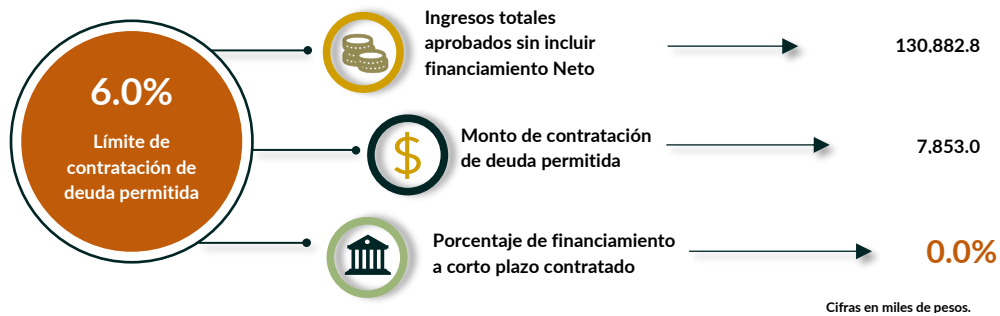 6.0%
Límite de
contratación de
deuda permitida
Ingresos totales
aprobados sin incluir
financiamiento Neto
130,882.8
$
Monto de contratación
de deuda permitida
7,853.0
Porcentaje de financiamiento
a corto plazo contratado
0.0%
Cifras en miles de pesos.